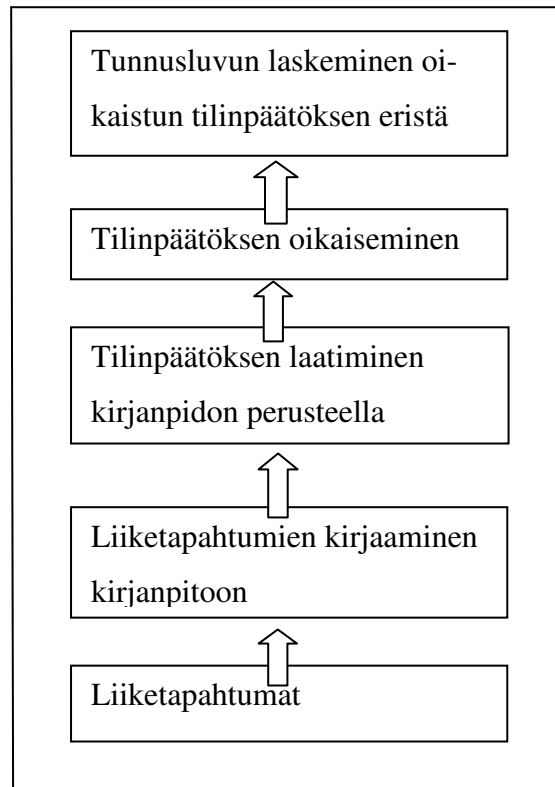 Tunnusluvun laskeminen oi-
kaistun tilinpäätöksen eristä
Tilinpäätöksen oikaiseminen
Tilinpäätöksen laatiminen
kirjanpidon perusteella
Liiketapahtumien kirjaaminen
kirjanpitoon
Liiketapahtumat